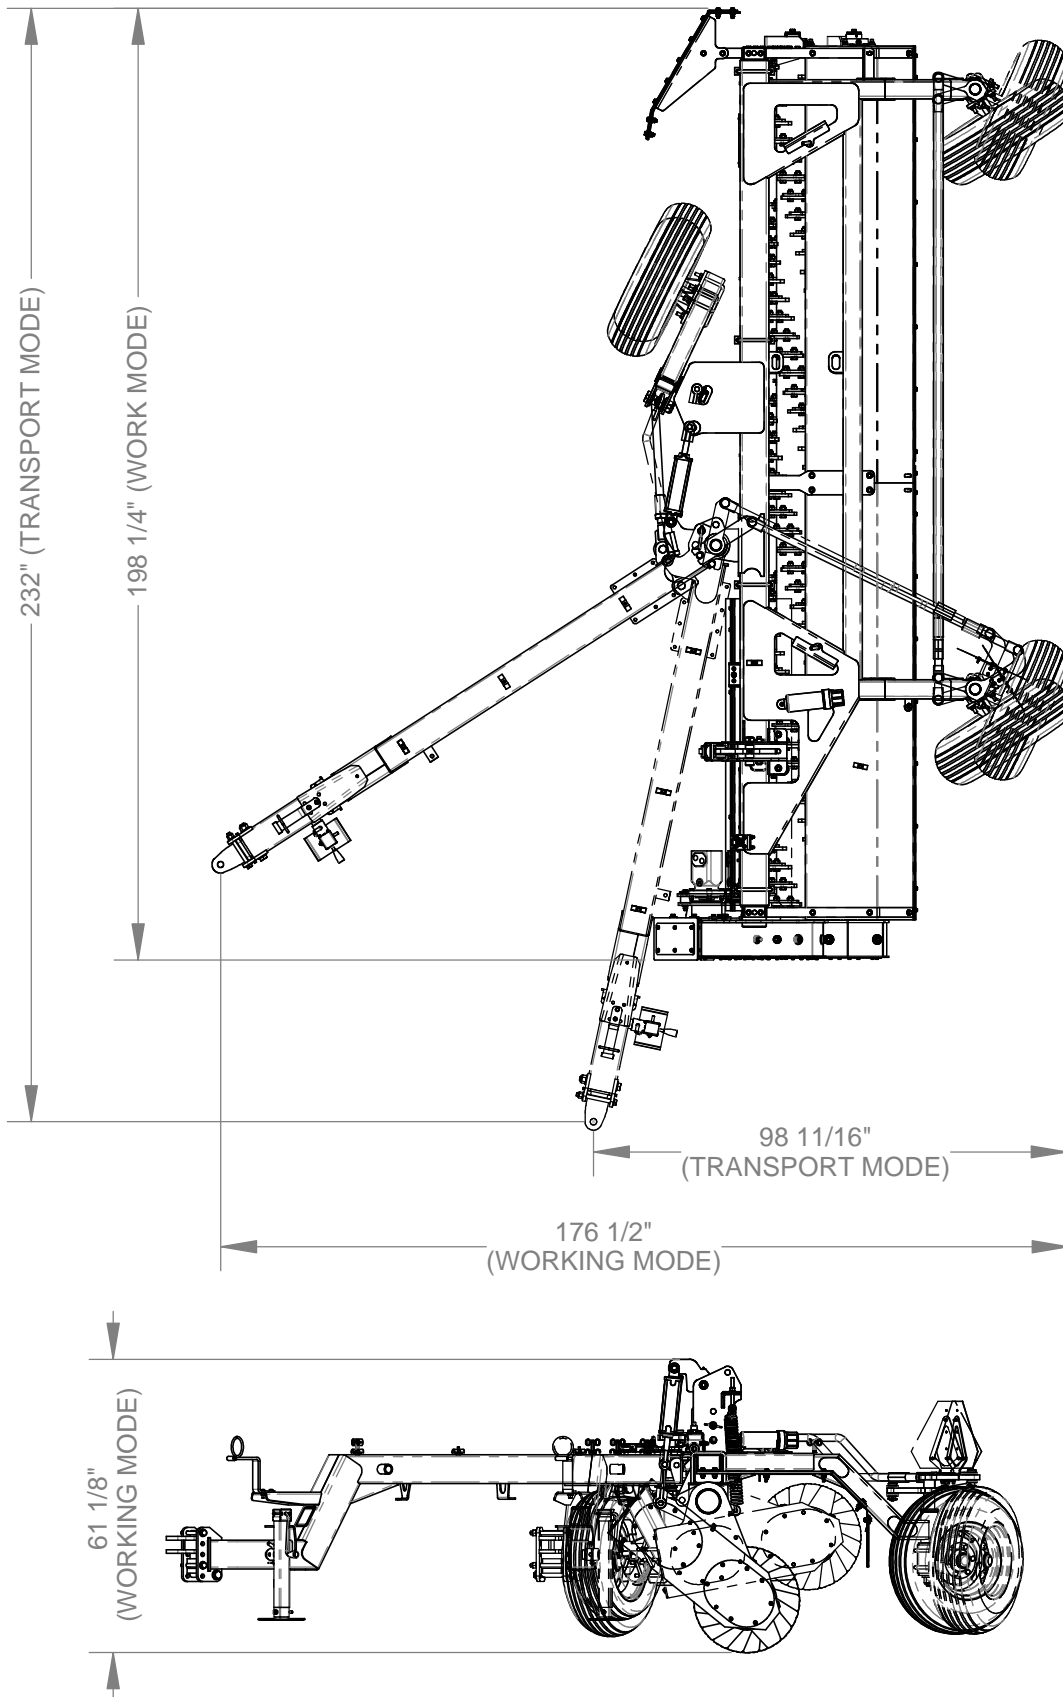 232" (TRANSPORT MODE)
198 1/4" (WORK MODE)
98 11/16"
(TRANSPORT MODE)
176 1/2"
(WORKING MODE)
61 1/8"
(WORKING MODE)